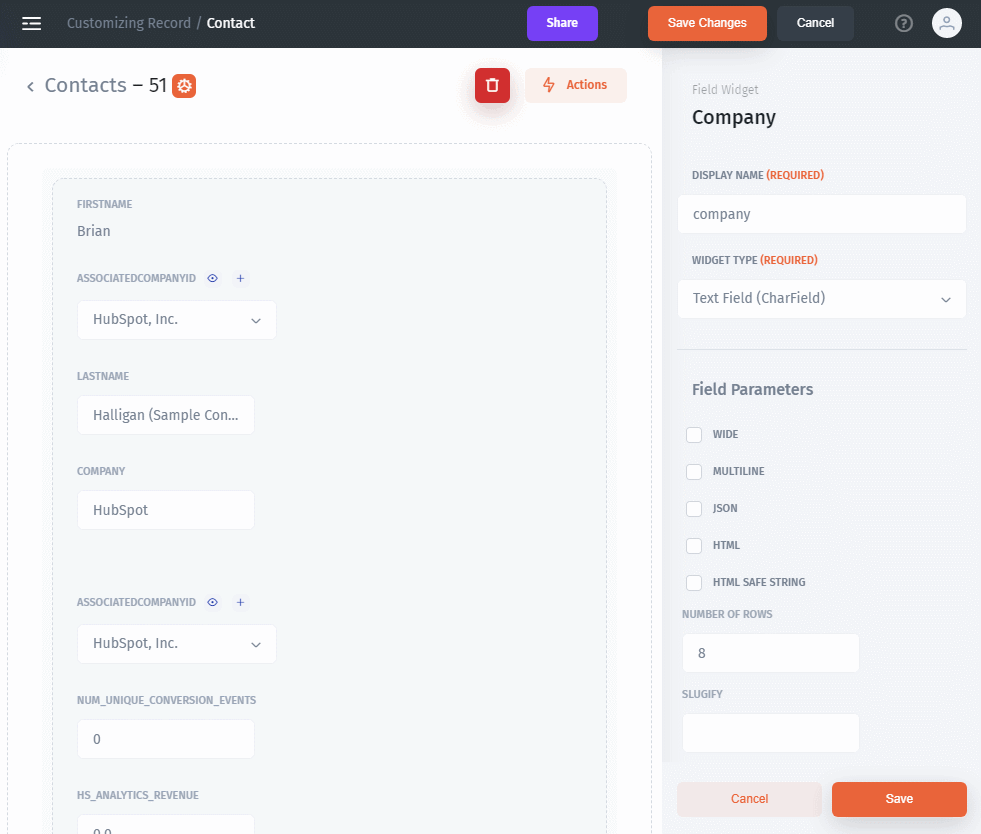 Customizing Record / Contact
Share
Save Changes
Cancel
?
< Contacts – 51
Actions
FIRSTNAME
Brian
ASSOCIATEDCOMPANYID
HubSpot, Inc.
LASTNAME
Halligan (Sample Con...
COMPANY
HubSpot
ASSOCIATEDCOMPANYID
HubSpot, Inc.
NUM_UNIQUE_CONVERSION_EVENTS
0
HS_ANALYTICS_REVENUE
0.0
Field Widget
Company
DISPLAY NAME (REQUIRED)
company
WIDGET TYPE (REQUIRED)
Text Field (CharField)
Field Parameters
WIDE
MULTILINE
JSON
HTML
HTML SAFE STRING
NUMBER OF ROWS
8
SLUGIFY
Cancel
Save